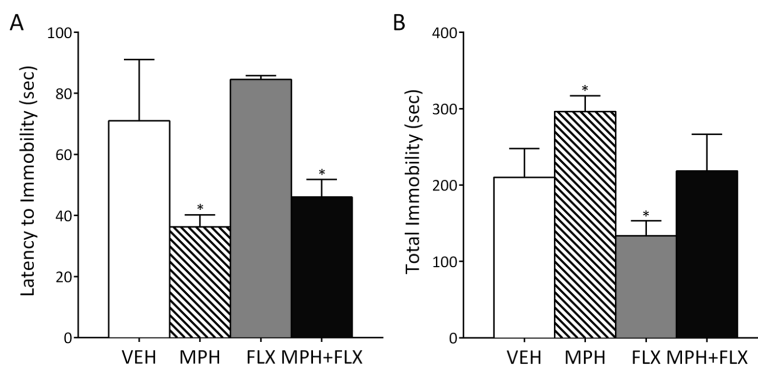 A
Latency to Immobility (sec)
100
80
60
40
20
0
*
*
VEH MPH FLX MPH+FLX
B
Total Immobility (sec)
400
300
200
100
0
*
*
VEH MPH FLX MPH+FLX